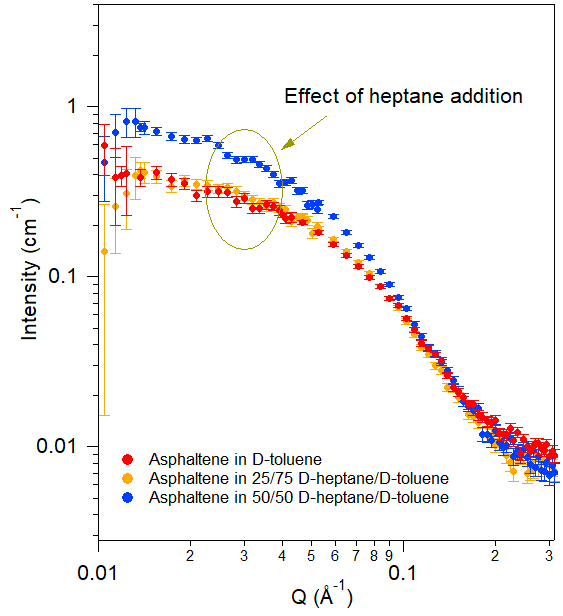 Effect of heptane addition
1
0.1
0.01
Intensity (cm⁻¹)
Asphaltene in D-toluene
Asphaltene in 25/75 D-heptane/D-toluene
Asphaltene in 50/50 D-heptane/D-toluene
0.01 2 3 4 5 6 7 8 9 0.1 2 3
Q (Å⁻¹)